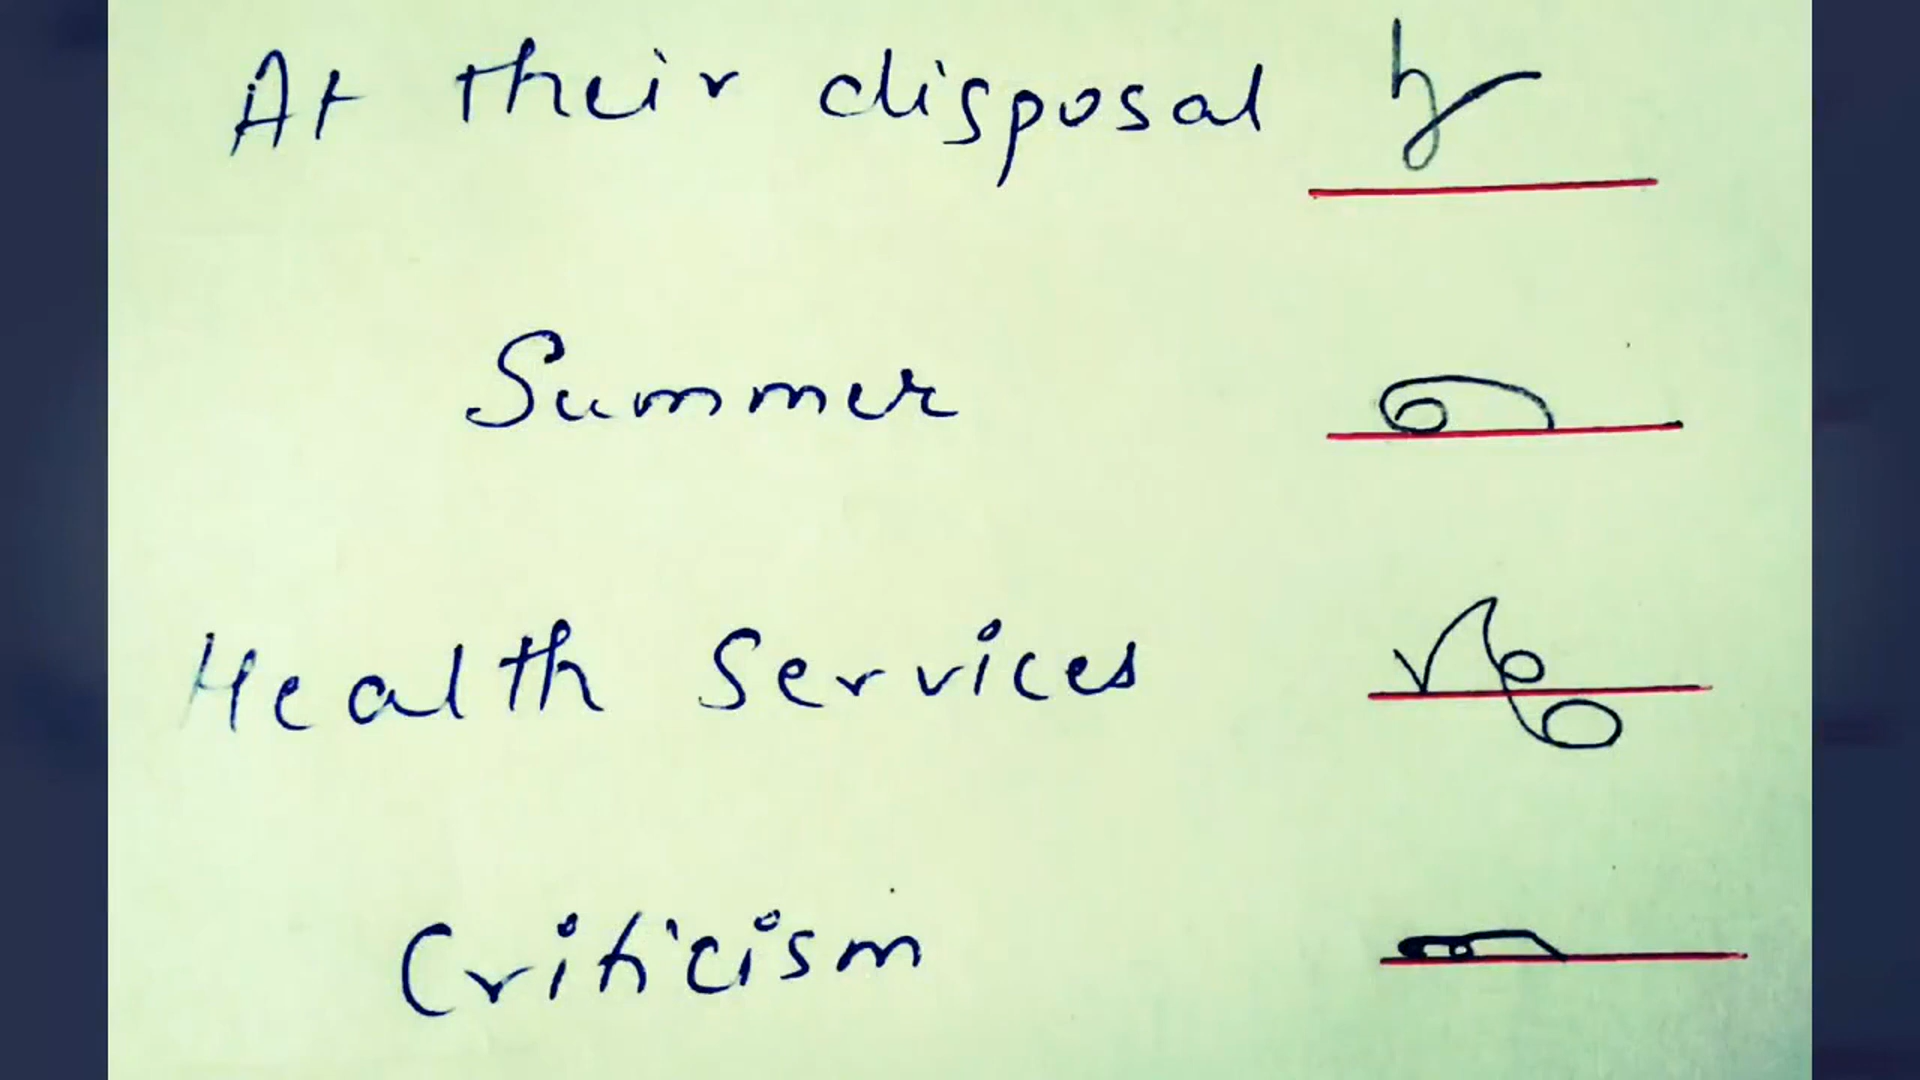 At their disposal
Summer
Health Services
Criticism